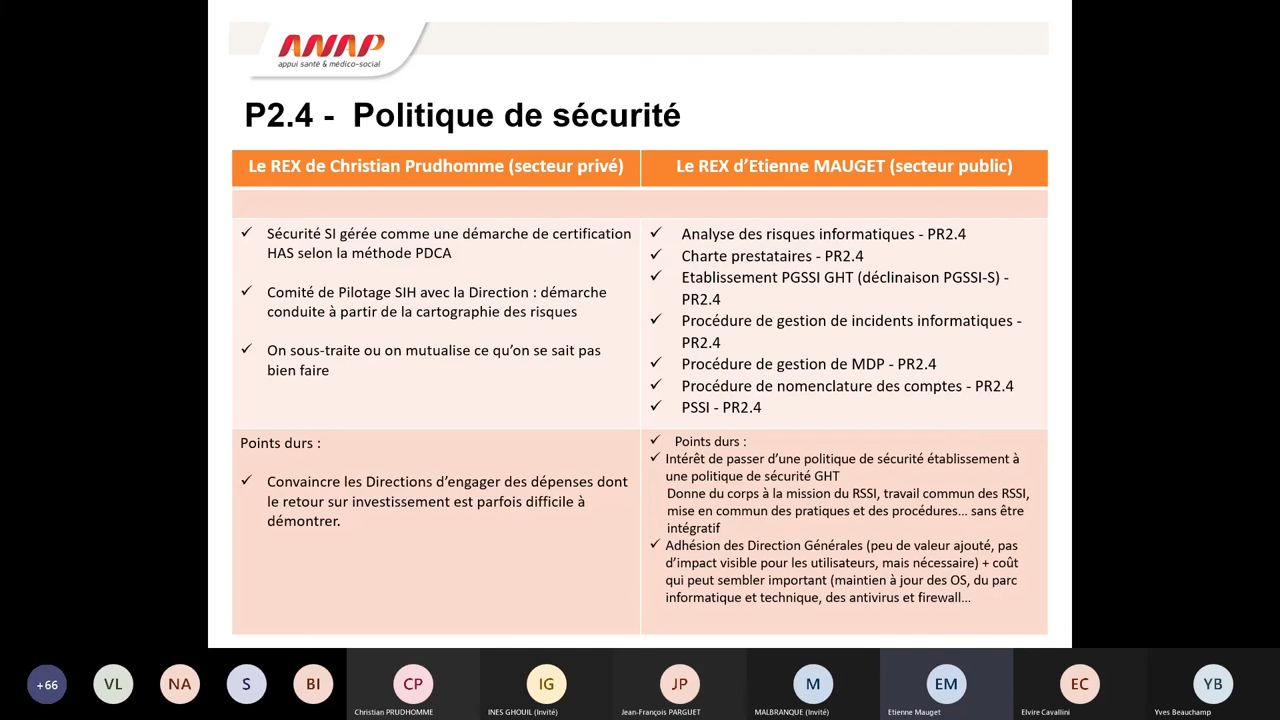 ANAP
appui santé & médico-social
P2.4 - Politique de sécurité
Le REX de Christian Prudhomme (secteur privé)
Le REX d’Etienne MAUGET (secteur public)
✓ Sécurité SI gérée comme une démarche de certification
HAS selon la méthode PDCA
✓ Comité de Pilotage SIH avec la Direction : démarche
conduite à partir de la cartographie des risques
✓ On sous-traite ou on mutualise ce qu’on se sait pas
bien faire
✓ Analyse des risques informatiques - PR2.4
✓ Charte prestataires - PR2.4
✓ Etablissement PGSSI GHT (déclinaison PGSSI-S) -
PR2.4
✓ Procédure de gestion de incidents informatiques -
PR2.4
✓ Procédure de gestion de MDP - PR2.4
✓ Procédure de nomenclature des comptes - PR2.4
✓ PSSI - PR2.4
Points durs :
✓ Convaincre les Directions d’engager des dépenses dont
le retour sur investissement est parfois difficile à
démontrer.
✓ Points durs :
✓ Intérêt de passer d’une politique de sécurité établissement à
une politique de sécurité GHT
Donne du corps à la mission du RSSI, travail commun des RSSI,
mise en commun des pratiques et des procédures… sans être
intégratif
✓ Adhésion des Direction Générales (peu de valeur ajouté, pas
d’impact visible pour les utilisateurs, mais nécessaire) + coût
qui peut sembler important (maintien à jour des OS, du parc
informatique et technique, des antivirus et firewall…
+66
VL
NA
S
BI
CP
IG
JP
M
EM
EC
YB
Christian PRUDHOMME
INES GHOUIL (Invité)
Jean-François PARGUET
MALBRANQUE (Invité)
Etienne Mauget
Elvire Cavallini
Yves Beauchamp